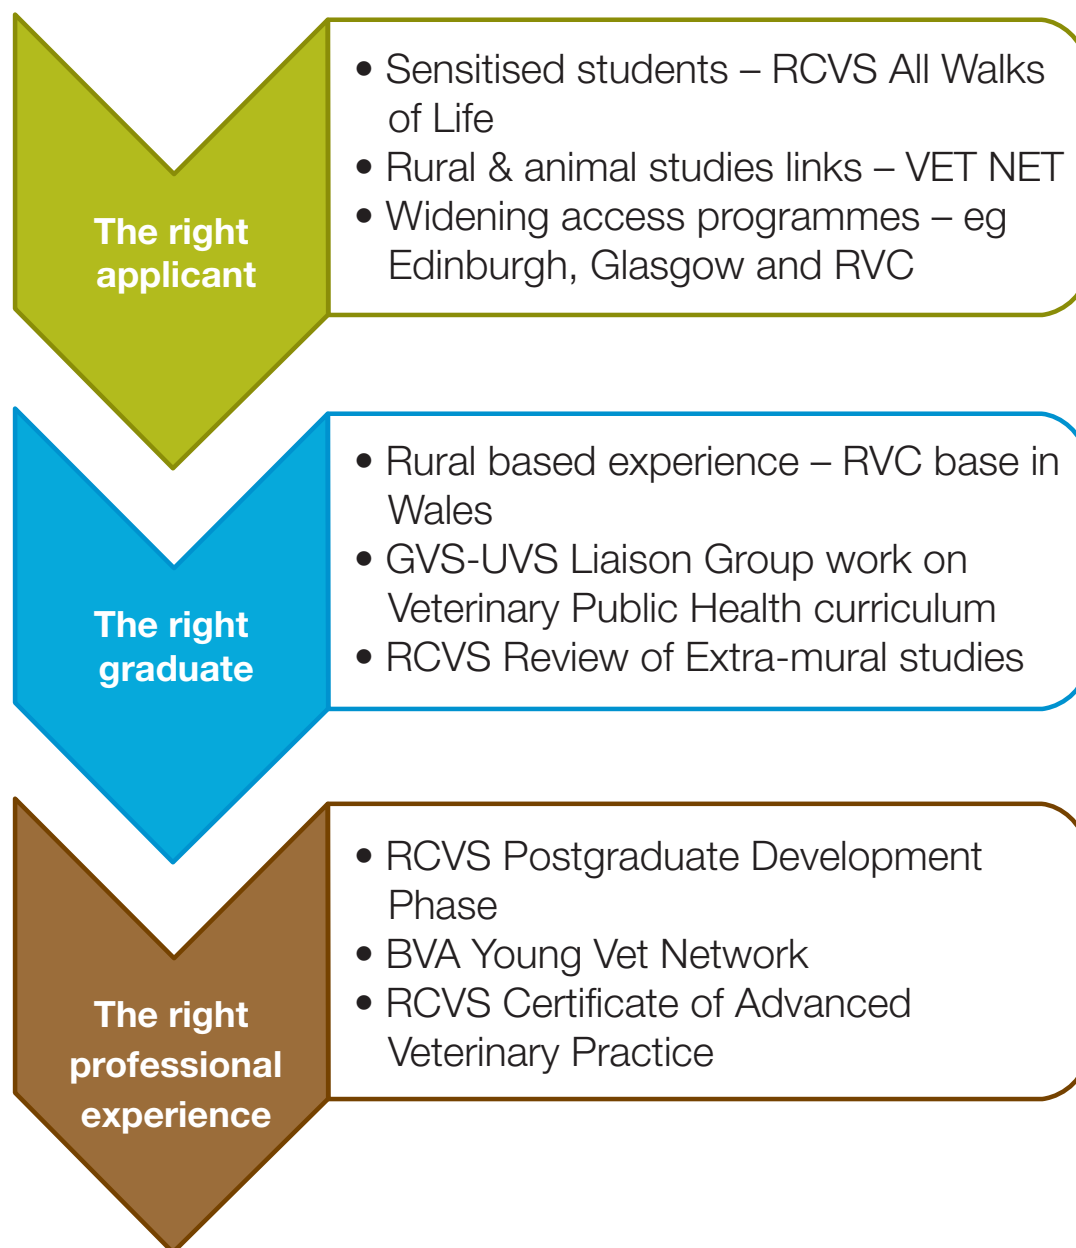 The right
applicant
• Sensitised students – RCVS All Walks
of Life
• Rural & animal studies links – VET NET
• Widening access programmes – eg
Edinburgh, Glasgow and RVC
The right
graduate
• Rural based experience – RVC base in
Wales
• GVS-UVS Liaison Group work on
Veterinary Public Health curriculum
• RCVS Review of Extra-mural studies
The right
professional
experience
• RCVS Postgraduate Development
Phase
• BVA Young Vet Network
• RCVS Certificate of Advanced
Veterinary Practice